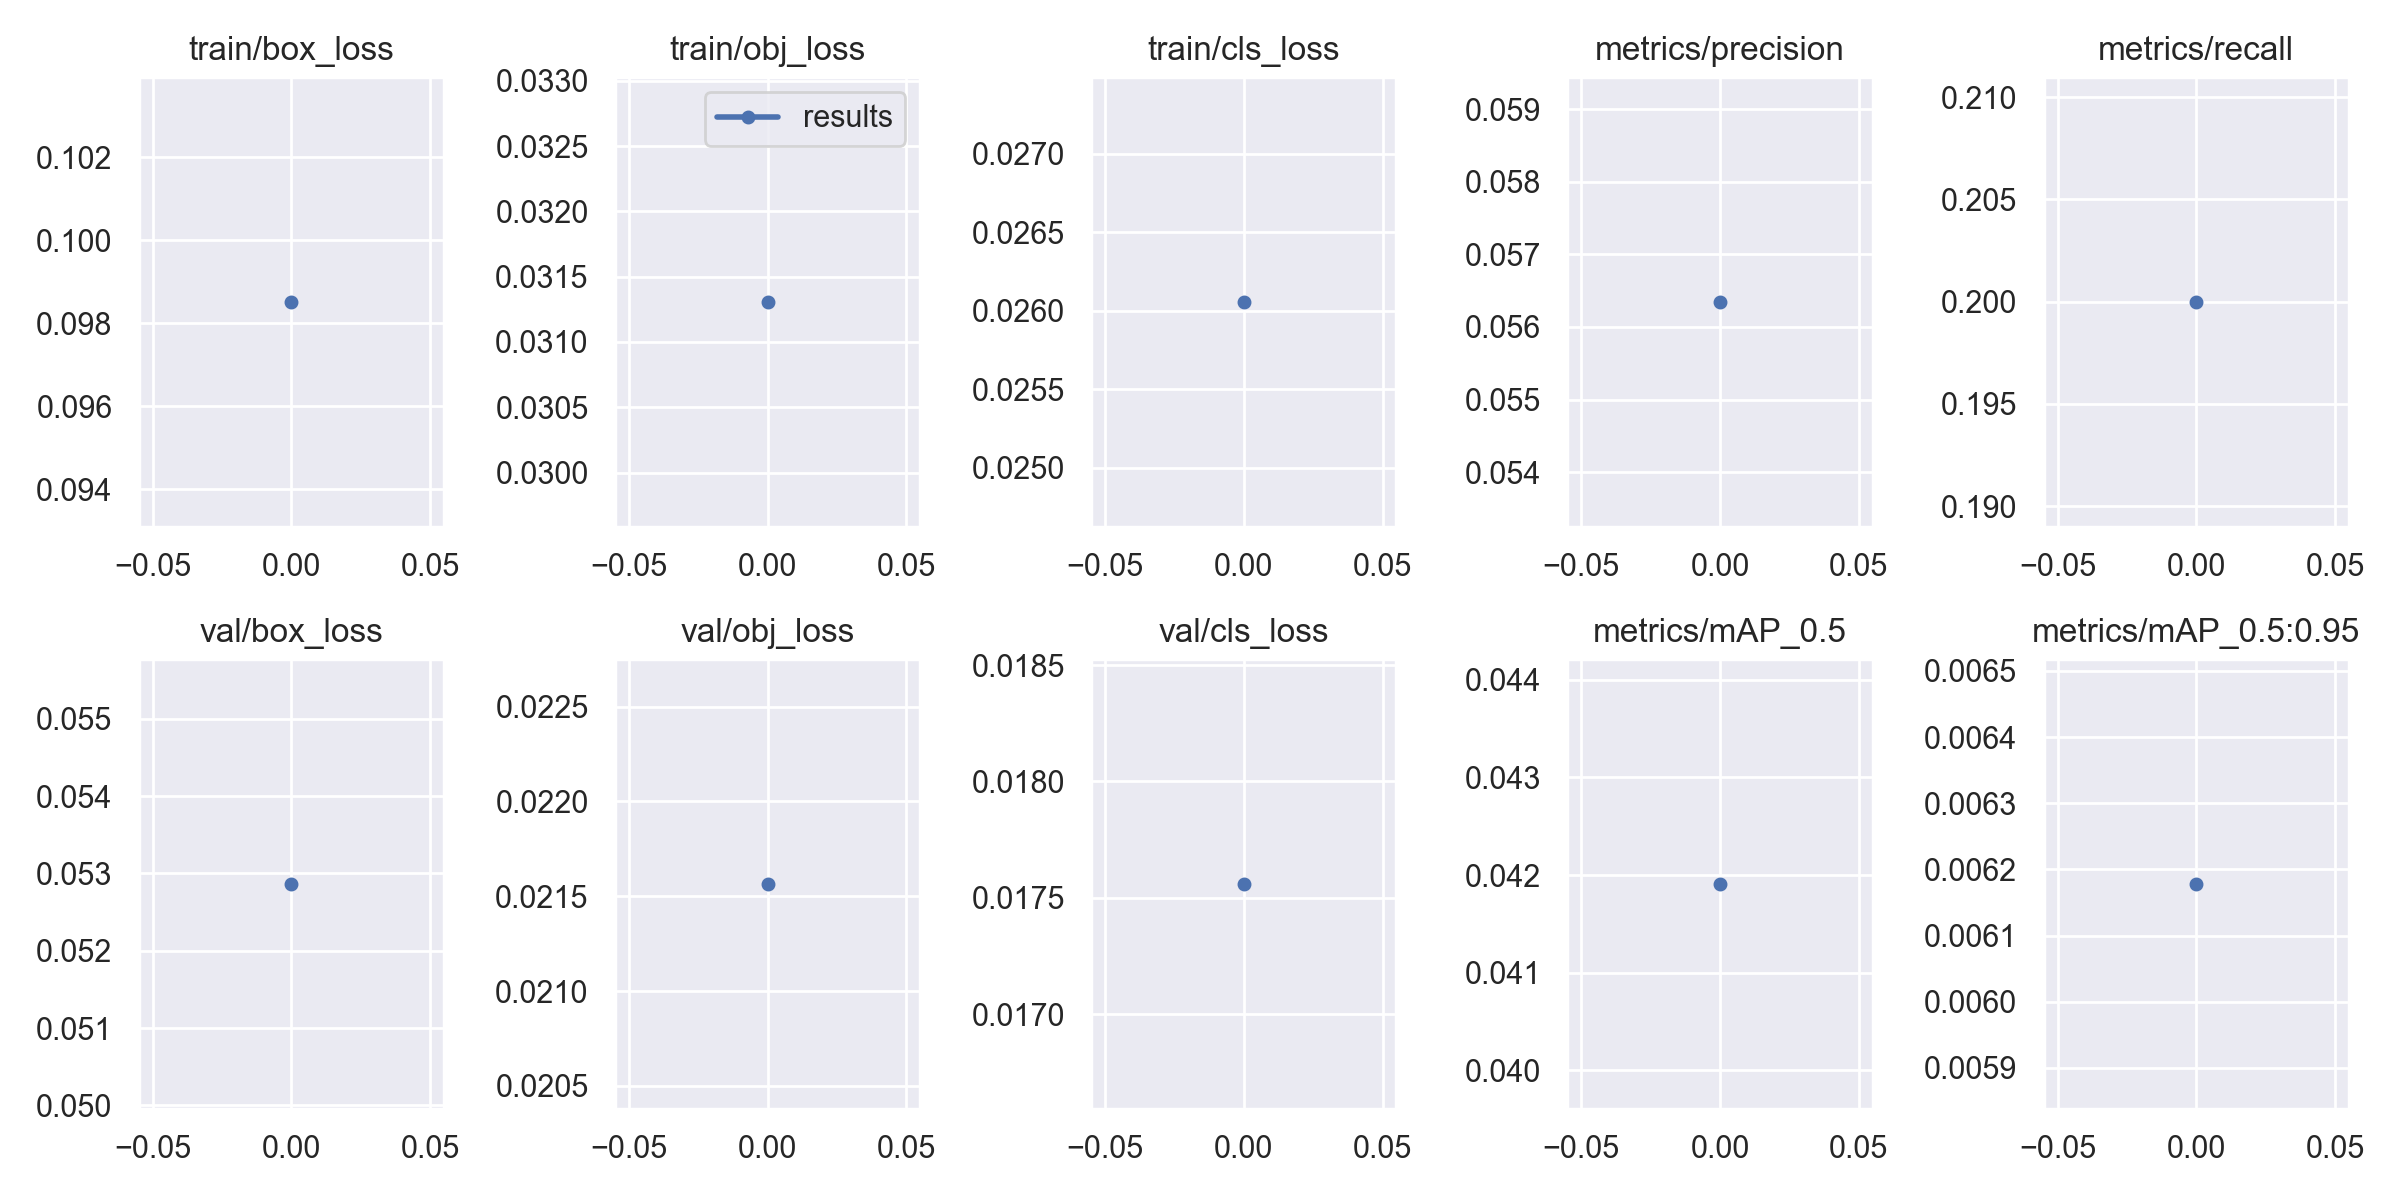 train/box_loss
0.102
0.100
0.098
0.096
0.094
−0.05 0.00 0.05
train/obj_loss
results
0.0330
0.0325
0.0320
0.0315
0.0310
0.0305
0.0300
−0.05 0.00 0.05
train/cls_loss
0.0270
0.0265
0.0260
0.0255
0.0250
−0.05 0.00 0.05
metrics/precision
0.059
0.058
0.057
0.056
0.055
0.054
−0.05 0.00 0.05
metrics/recall
0.210
0.205
0.200
0.195
0.190
−0.05 0.00 0.05
val/box_loss
0.055
0.054
0.053
0.052
0.051
0.050
−0.05 0.00 0.05
val/obj_loss
0.0225
0.0220
0.0215
0.0210
0.0205
−0.05 0.00 0.05
val/cls_loss
0.0185
0.0180
0.0175
0.0170
−0.05 0.00 0.05
metrics/mAP_0.5
0.044
0.043
0.042
0.041
0.040
−0.05 0.00 0.05
metrics/mAP_0.5:0.95
0.0065
0.0064
0.0063
0.0062
0.0061
0.0060
0.0059
−0.05 0.00 0.05